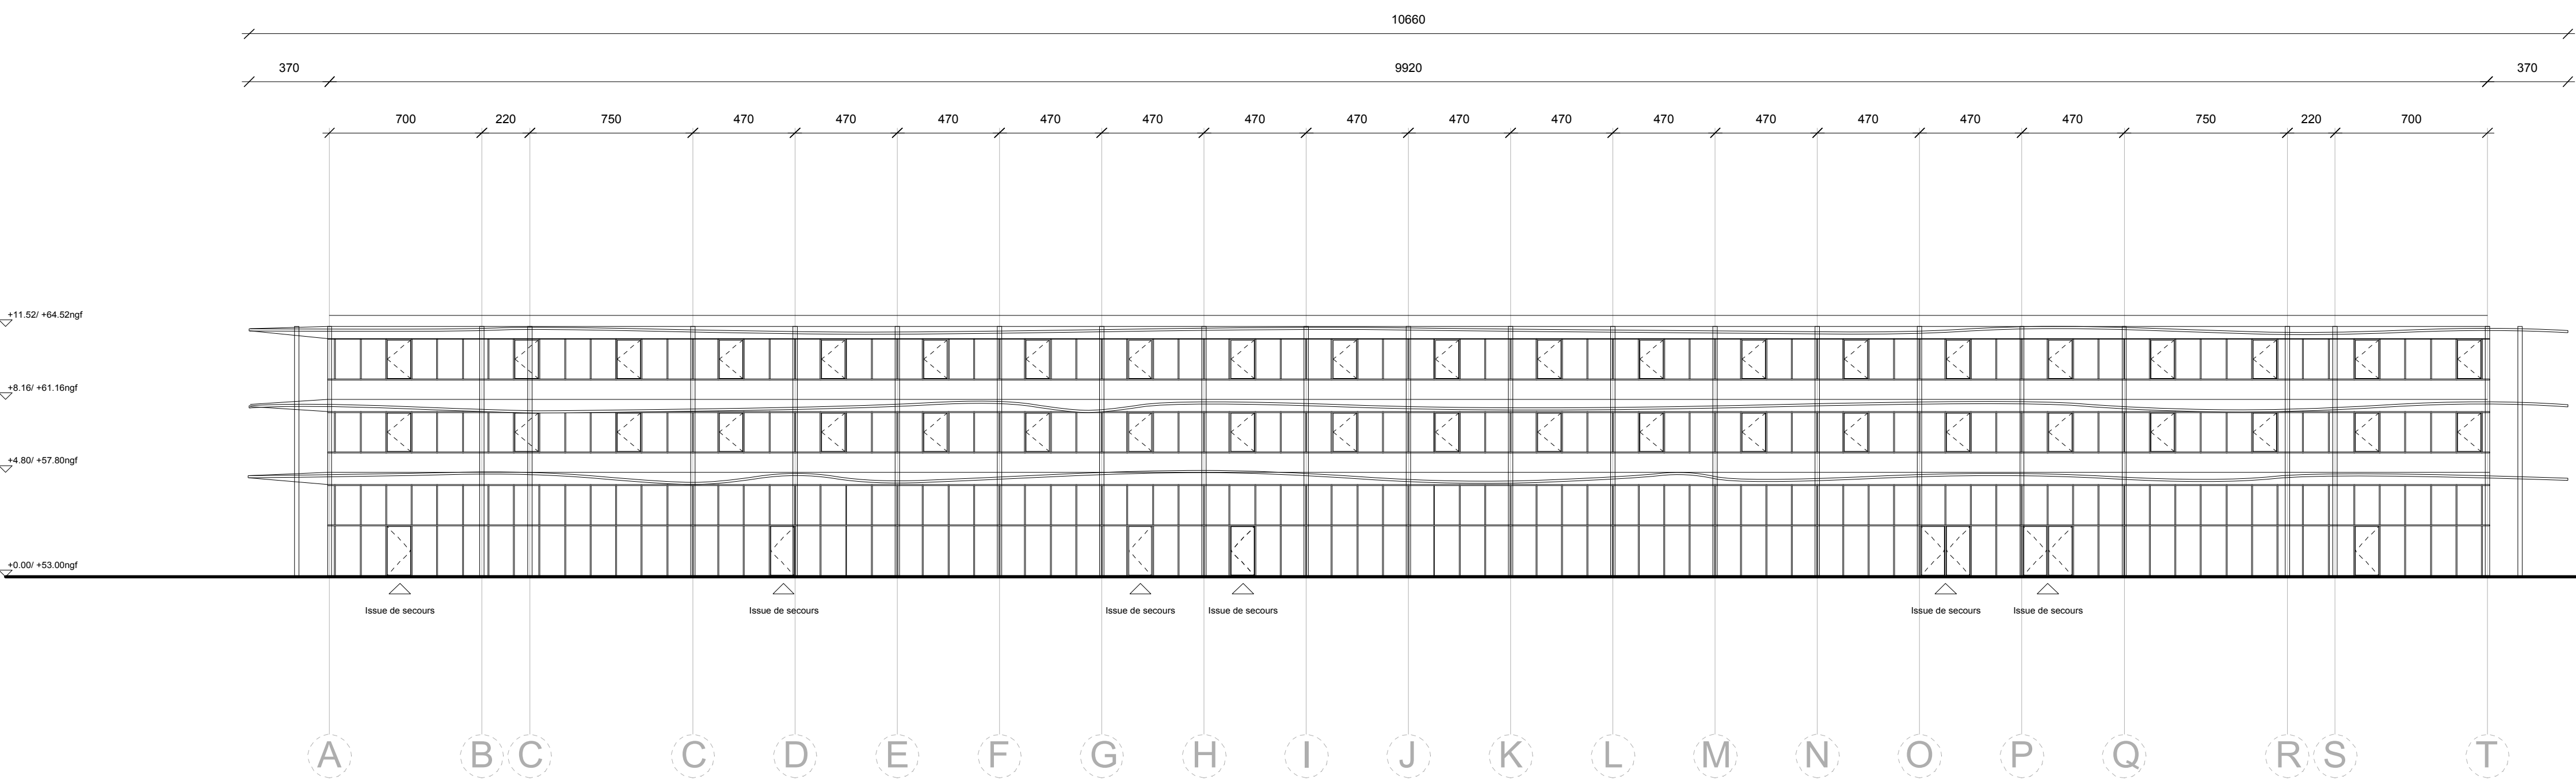 10660
370 9920 370
700 220 750 470 470 470 470 470 470 470 470 470 470 470 470 470 470 750 220 700
+11.52/ +64.52ngf
+8.16/ +61.16ngf
+4.80/ +57.80ngf
+0.00/ +53.00ngf
Issue de secours Issue de secours Issue de secours Issue de secours Issue de secours Issue de secours
A B C C D E F G H I J K L M N O P Q R S T